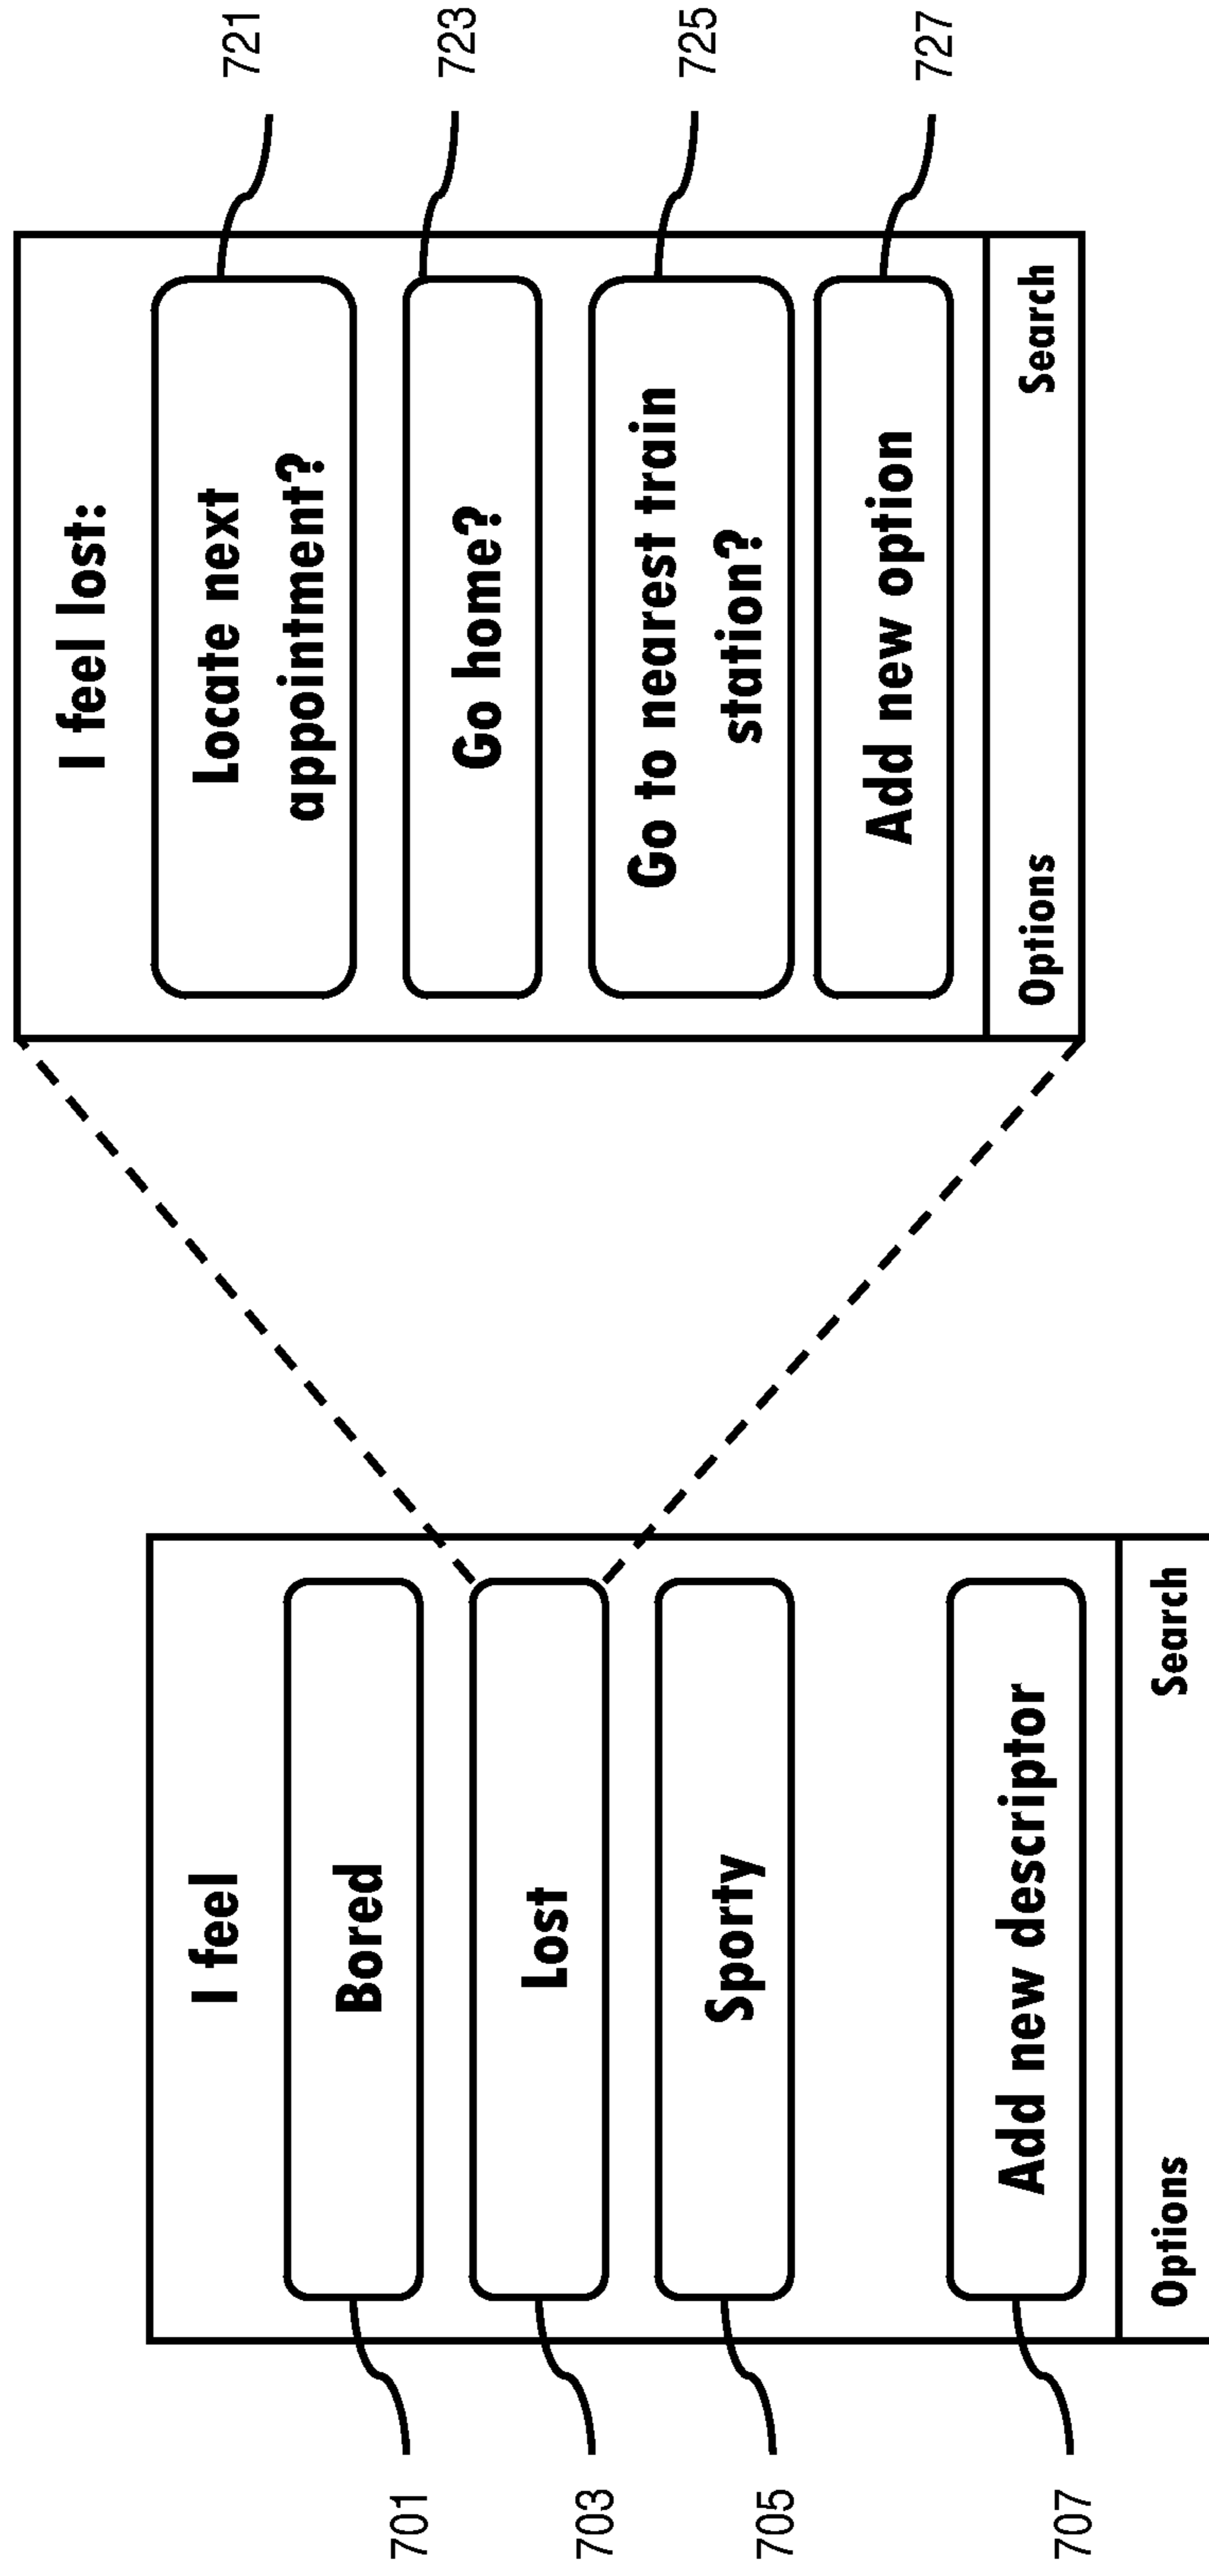 I feel
Bored
Lost
Sporty
Add new descriptor
Options Search
701
703
705
707
I feel lost:
Locate next
appointment?
Go home?
Go to nearest train
station?
Add new option
Options Search
721
723
725
727